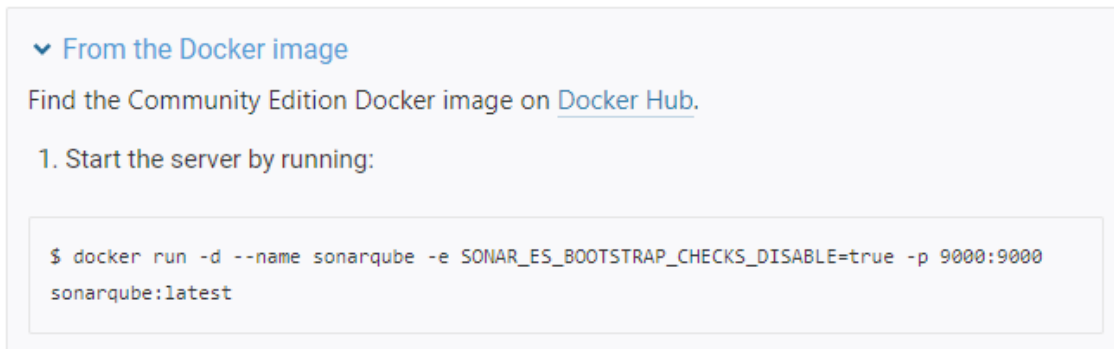 From the Docker image
Find the Community Edition Docker image on Docker Hub.
1. Start the server by running:
$ docker run -d --name sonarqube -e SONAR_ES_BOOTSTRAP_CHECKS_DISABLE=true -p 9000:9000
sonarqube:latest